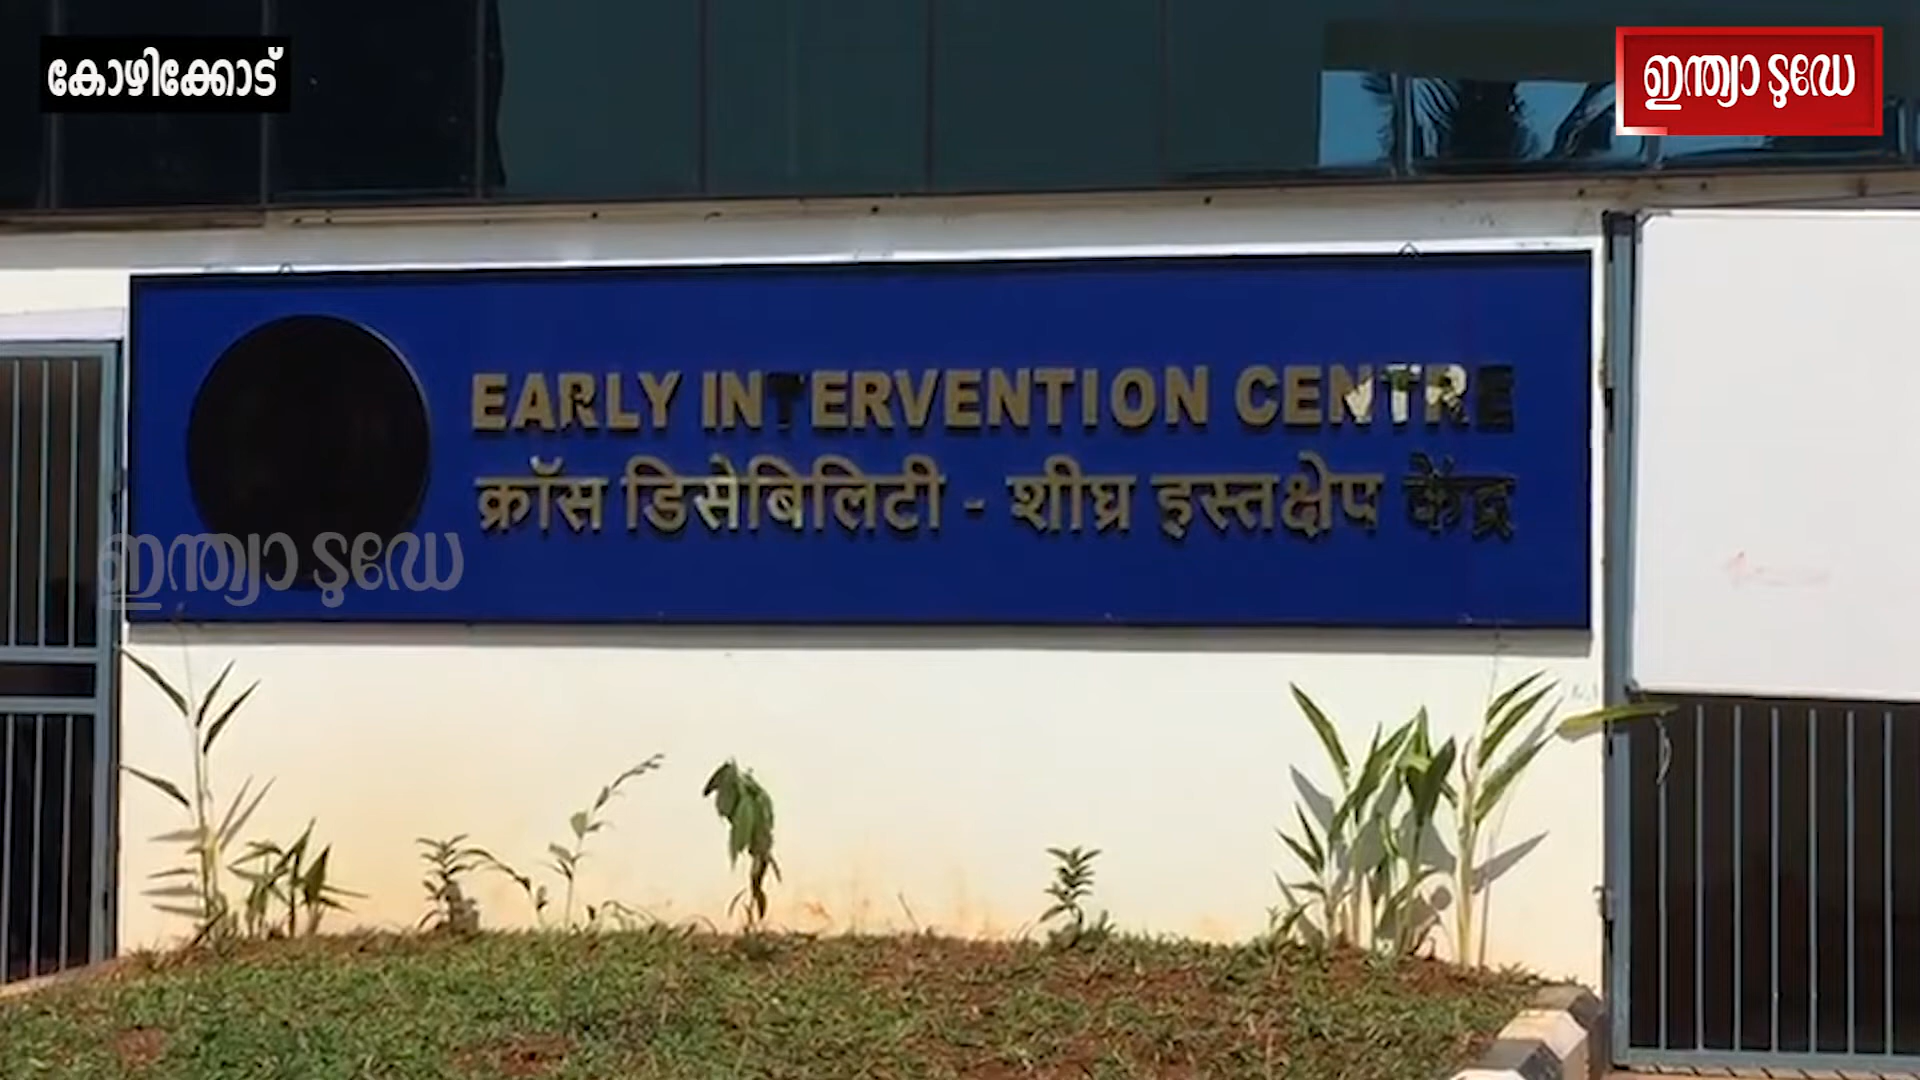 കോഴിക്കോട്
ഇന്ത്യാ ടുഡേ
EARLY INTERVENTION CENTRE
क्रॉस डिसेबिलिटी - शीघ्र इस्तक्षेप केंद्र
ഇന്ത്യാ ടുഡേ